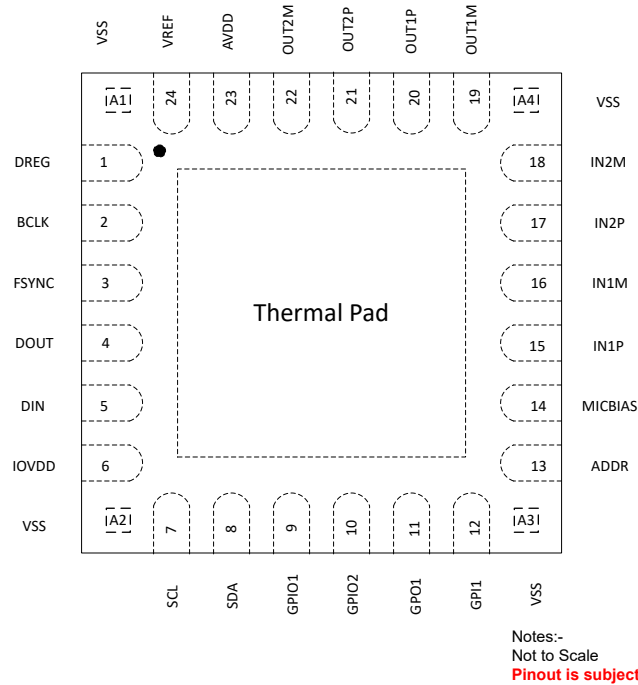 VSS
VREF
AVDD
OUT2M
OUT2P
OUT1P
OUT1M
A1
24
23
22
21
20
19
A4
VSS
DREG
1
18
IN2M
BCLK
2
17
IN2P
FSYNC
3
16
IN1M
Thermal Pad
DOUT
4
15
IN1P
DIN
5
14
MICBIAS
IOVDD
6
13
ADDR
VSS
A2
7
8
9
10
11
12
A3
SCL
SDA
GPIO1
GPIO2
GPO1
GPI1
VSS
Notes:-
Not to Scale
Pinout is subject